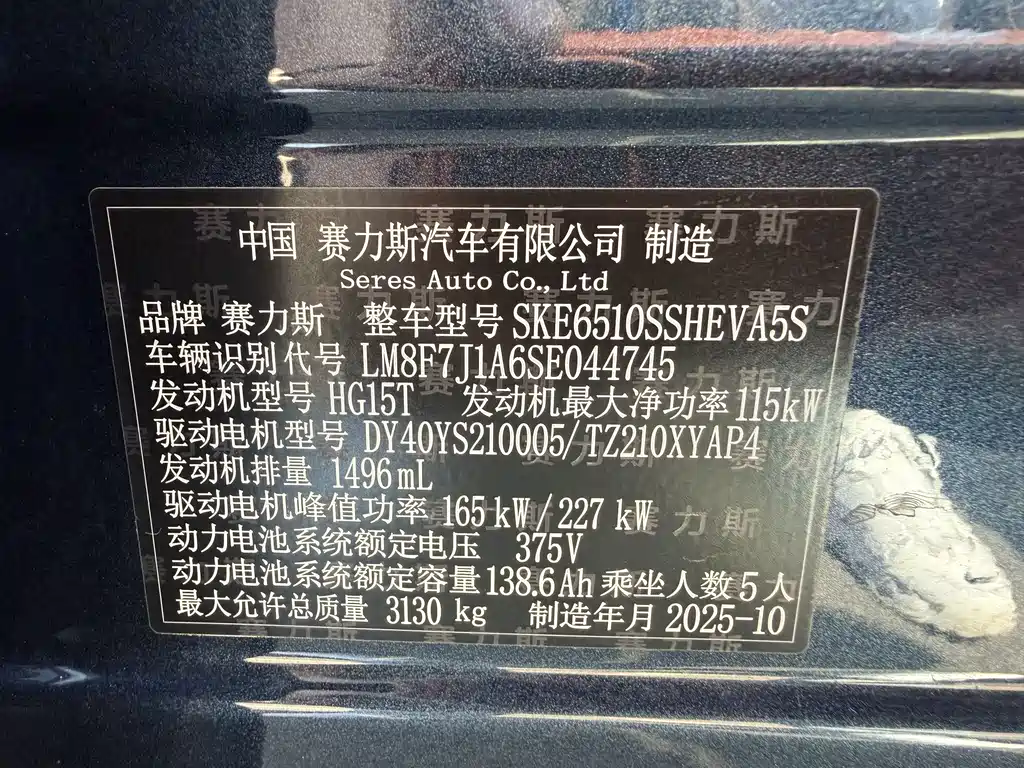 中国 赛力斯汽车有限公司 制造
Seres Auto Co., Ltd
品牌 赛力斯 整车型号 SKE6510SSHEVA5S
车辆识别代号 LM8F7J1A6SE044745
发动机型号 HG15T 发动机最大净功率 115kW
驱动电机型号 DY40YS210005/TZ210XYAP4
发动机排量 1496mL
驱动电机峰值功率 165kW/227kW
动力电池系统额定电压 375V
动力电池系统额定容量 138.6Ah 乘坐人数 5人
最大允许总质量 3130 kg 制造年月 2025-10